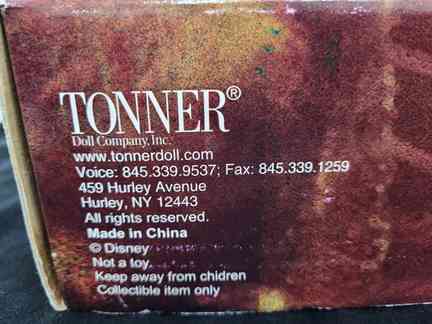 TONNER®
Doll Company, Inc.
www.tonnerdoll.com
Voice: 845.339.9537; Fax: 845.339.1259
459 Hurley Avenue
Hurley, NY 12443
All rights reserved.
Made in China
© Disney
Not a toy.
Keep away from chidren
Collectible item only